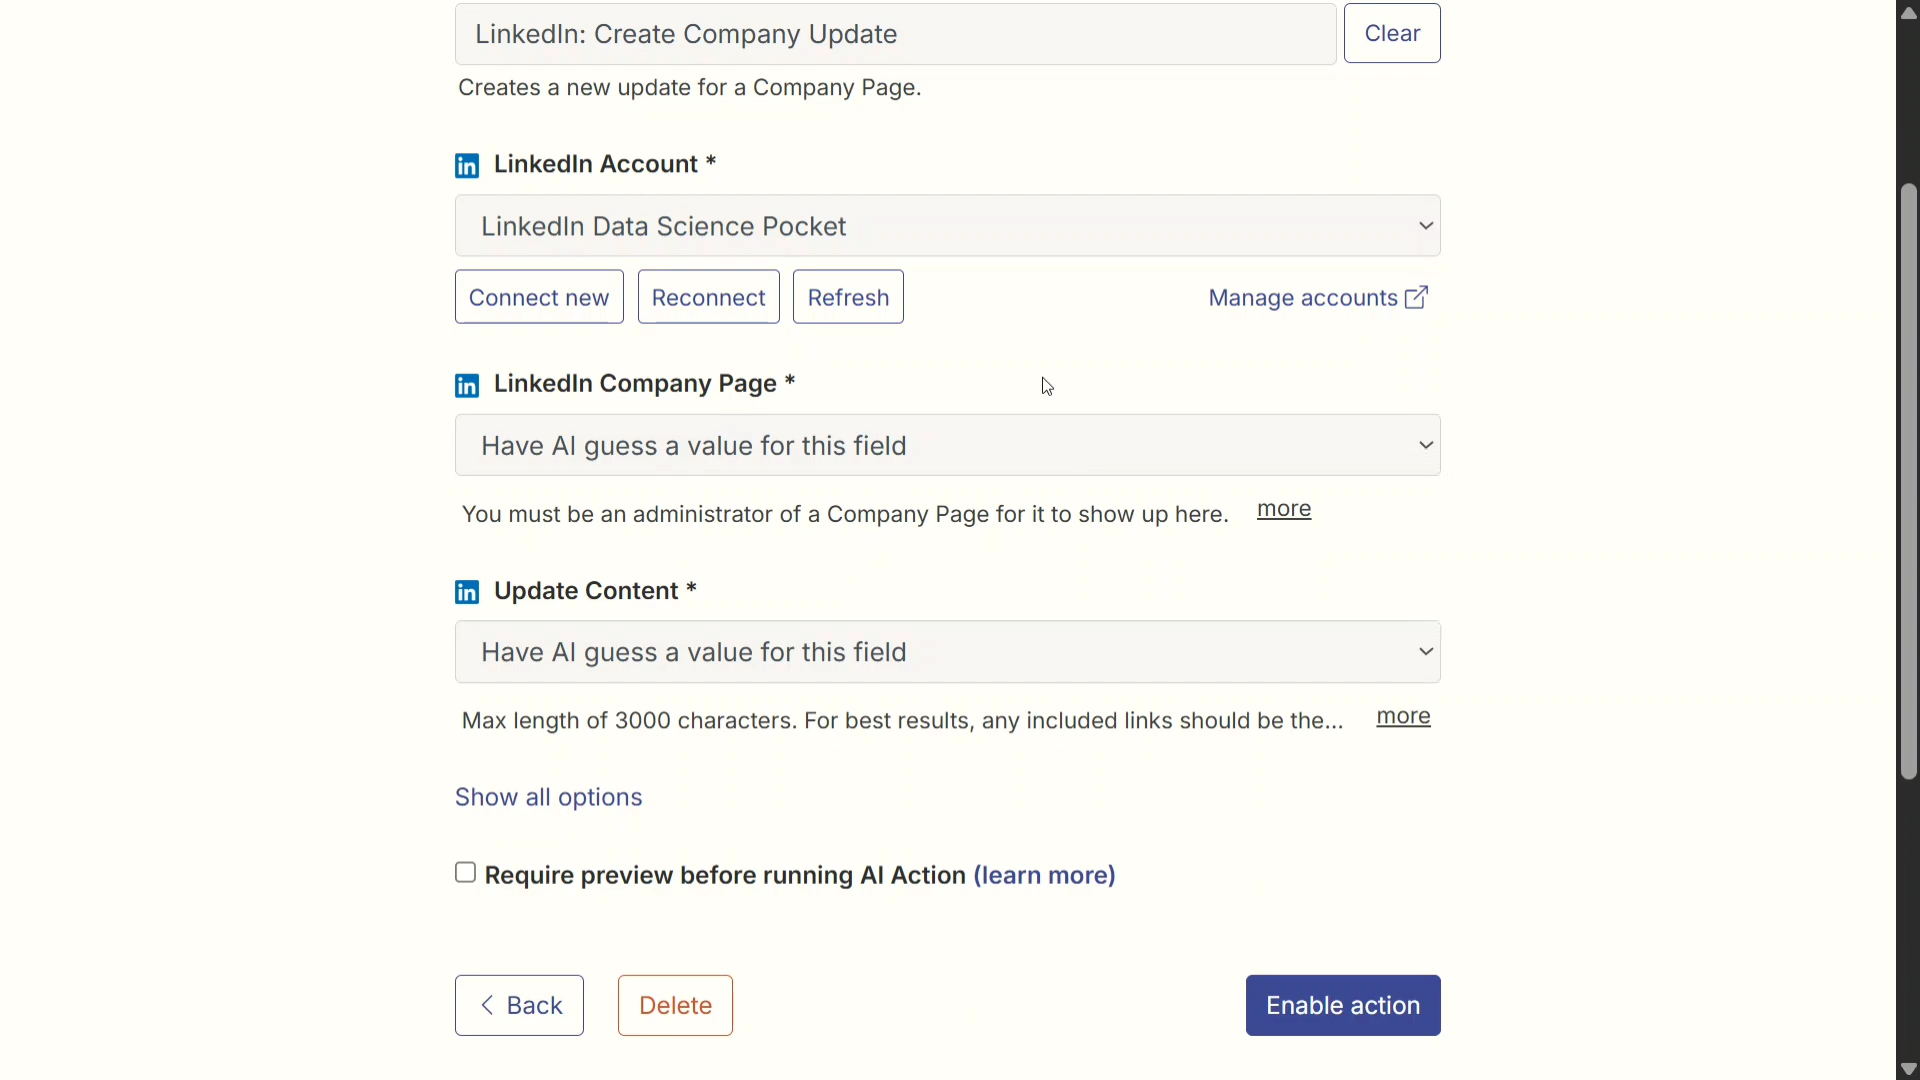 LinkedIn: Create Company Update
Clear
Creates a new update for a Company Page.
in LinkedIn Account *
LinkedIn Data Science Pocket
Connect new Reconnect Refresh Manage accounts
in LinkedIn Company Page *
Have AI guess a value for this field
You must be an administrator of a Company Page for it to show up here. more
in Update Content *
Have AI guess a value for this field
Max length of 3000 characters. For best results, any included links should be the... more
Show all options
Require preview before running AI Action (learn more)
Back Delete Enable action